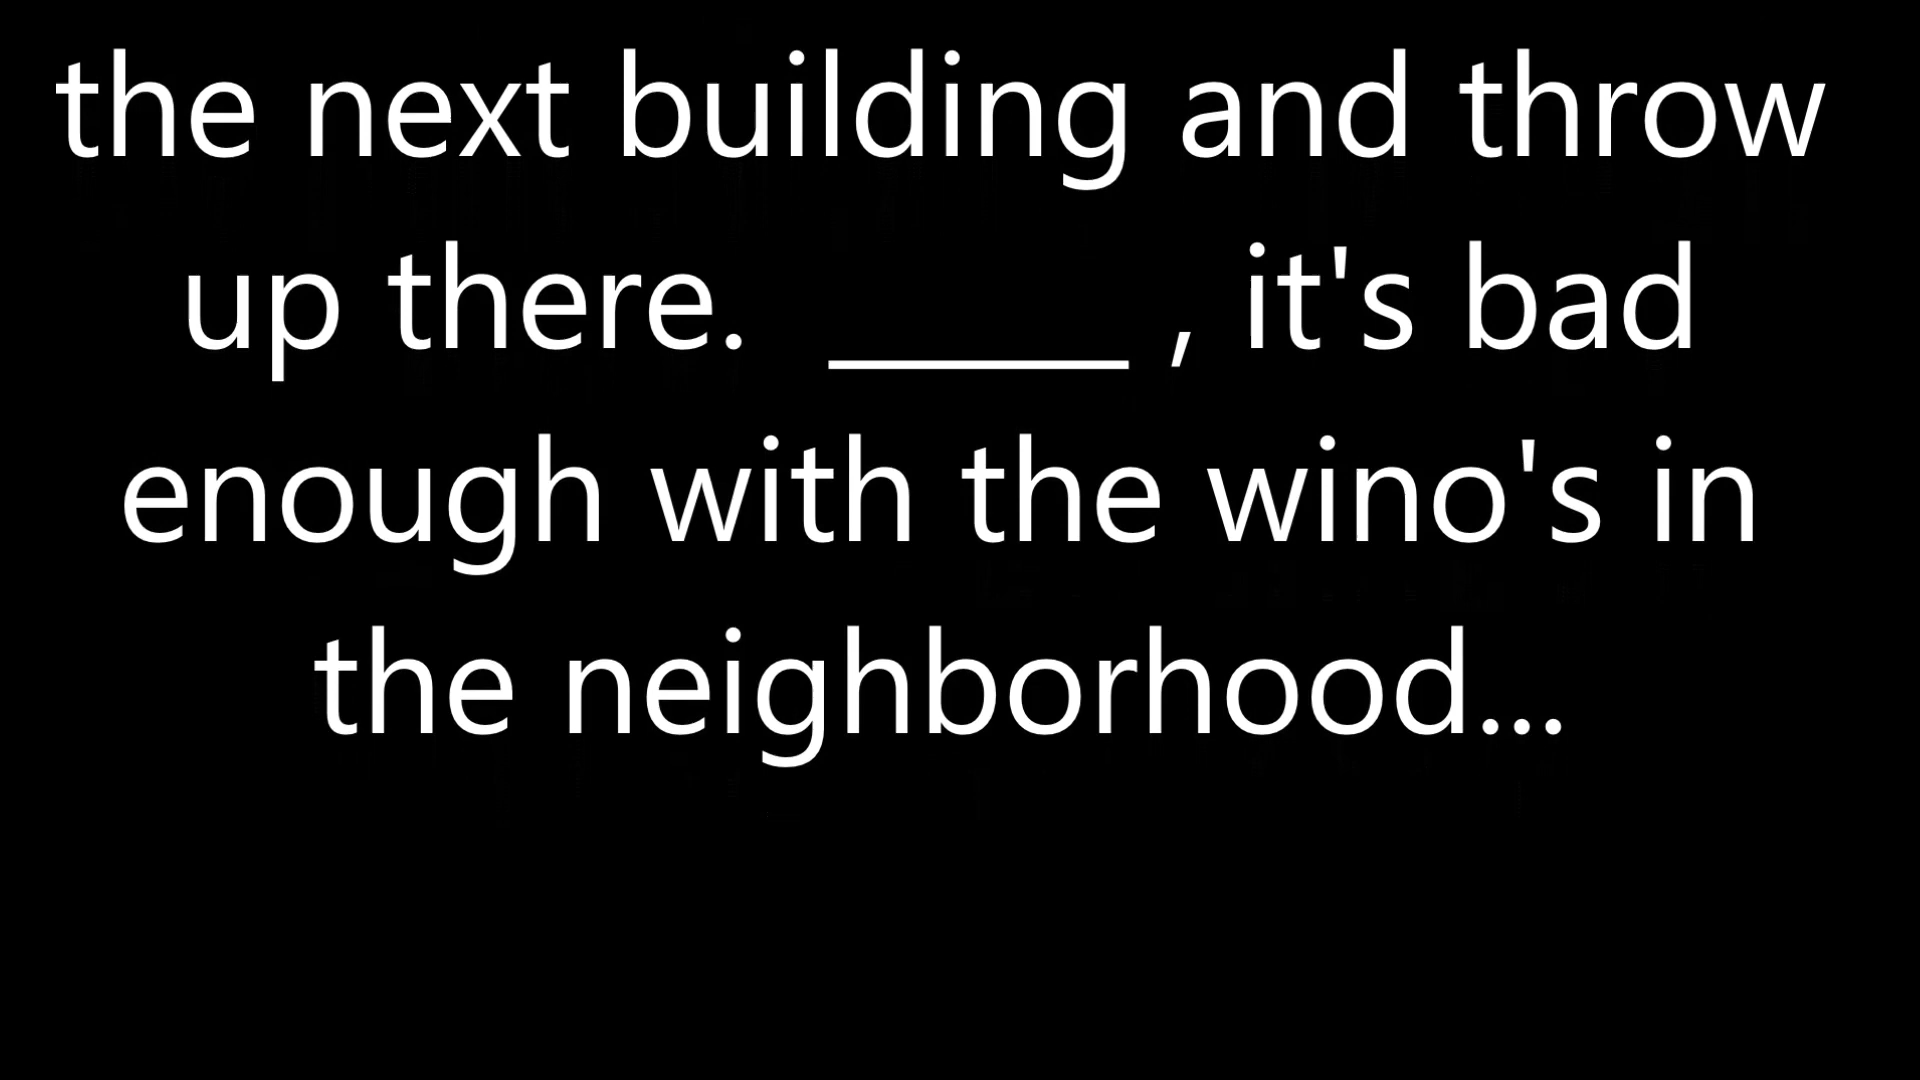 the next building and throw
up there.  _____ , it's bad
enough with the wino's in
the neighborhood...